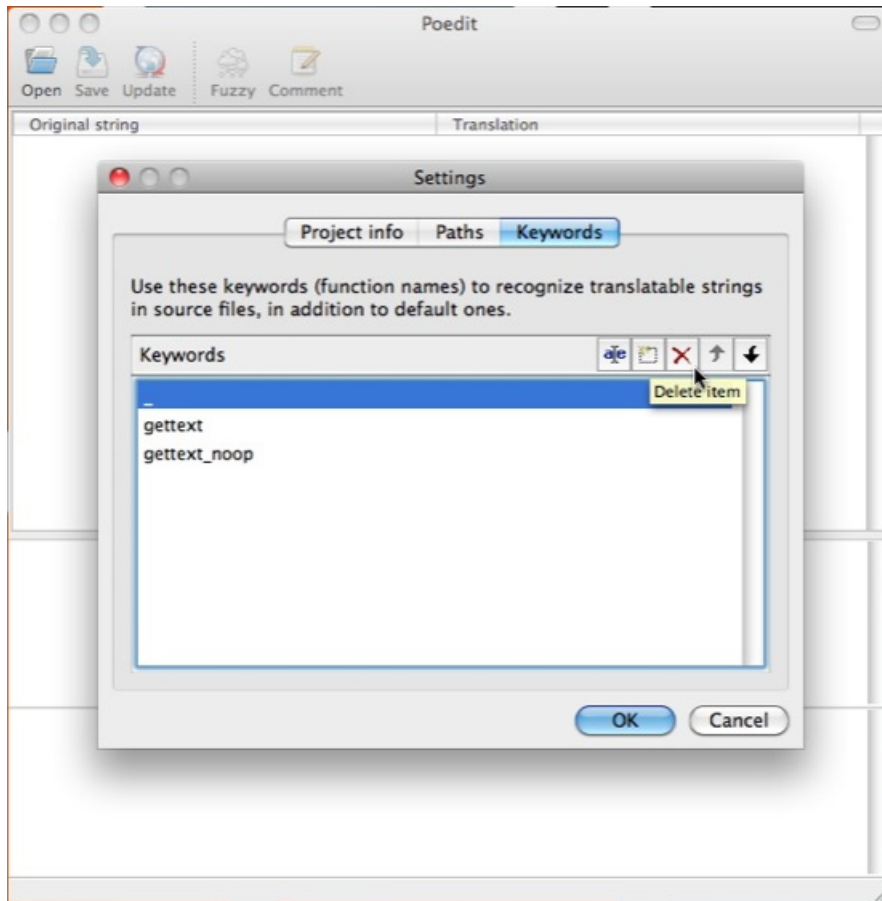 Poedit
Open Save Update Fuzzy Comment
Original string Translation
Settings
Project info Paths Keywords
Use these keywords (function names) to recognize translatable strings
in source files, in addition to default ones.
Keywords
Delete item
_
gettext
gettext_noop
OK Cancel